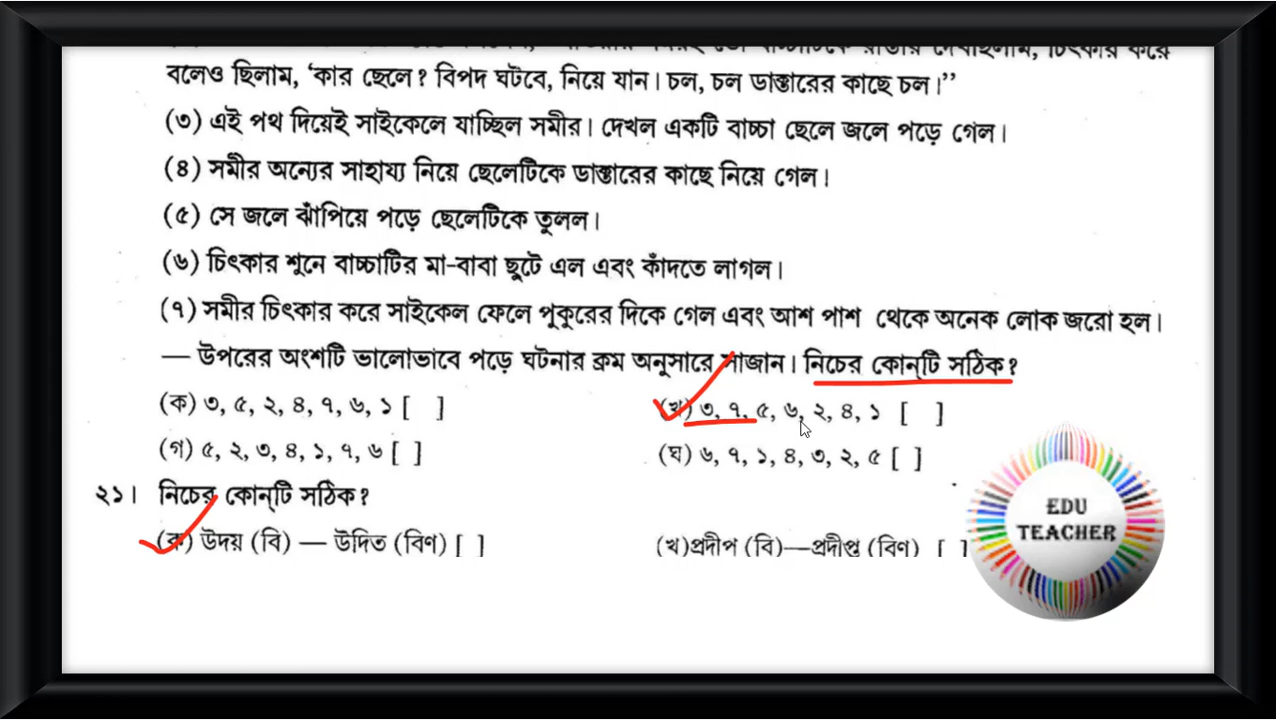 বাচ্চাটিকে রাস্তায় দেখছিলাম, চিৎকার করে
বলেও ছিলাম, ‘কার ছেলে? বিপদ ঘটবে, নিয়ে যান। চল, চল ডাক্তারের কাছে চল।’’
(৩) এই পথ দিয়েই সাইকেলে যাচ্ছিল সমীর। দেখল একটি বাচ্চা ছেলে জলে পড়ে গেল।
(৪) সমীর অন্যের সাহায্য নিয়ে ছেলেটিকে ডাক্তারের কাছে নিয়ে গেল।
(৫) সে জলে ঝাঁপিয়ে পড়ে ছেলেটিকে তুলল।
(৬) চিৎকার শুনে বাচ্চাটির মা-বাবা ছুটে এল এবং কাঁদতে লাগল।
(৭) সমীর চিৎকার করে সাইকেল ফেলে পুকুরের দিকে গেল এবং আশ পাশ থেকে অনেক লোক জরো হল।
— উপরের অংশটি ভালোভাবে পড়ে ঘটনার ক্রম অনুসারে সাজান। নিচের কোন্‌টি সঠিক?
(ক) ৩, ৫, ২, ৪, ৭, ৬, ১ [ ] (খ) ৩, ৭, ৫, ৬, ২, ৪, ১ [ ]
(গ) ৫, ২, ৩, ৪, ১, ৭, ৬ [ ] (ঘ) ৬, ৭, ১, ৪, ৩, ২, ৫ [ ]
২১। নিচের কোন্‌টি সঠিক?
(ক) উদয় (বি) — উদিত (বিণ) [ ] (খ)প্রদীপ (বি)—প্রদীপ্ত (বিণ) [ ]
EDU
TEACHER